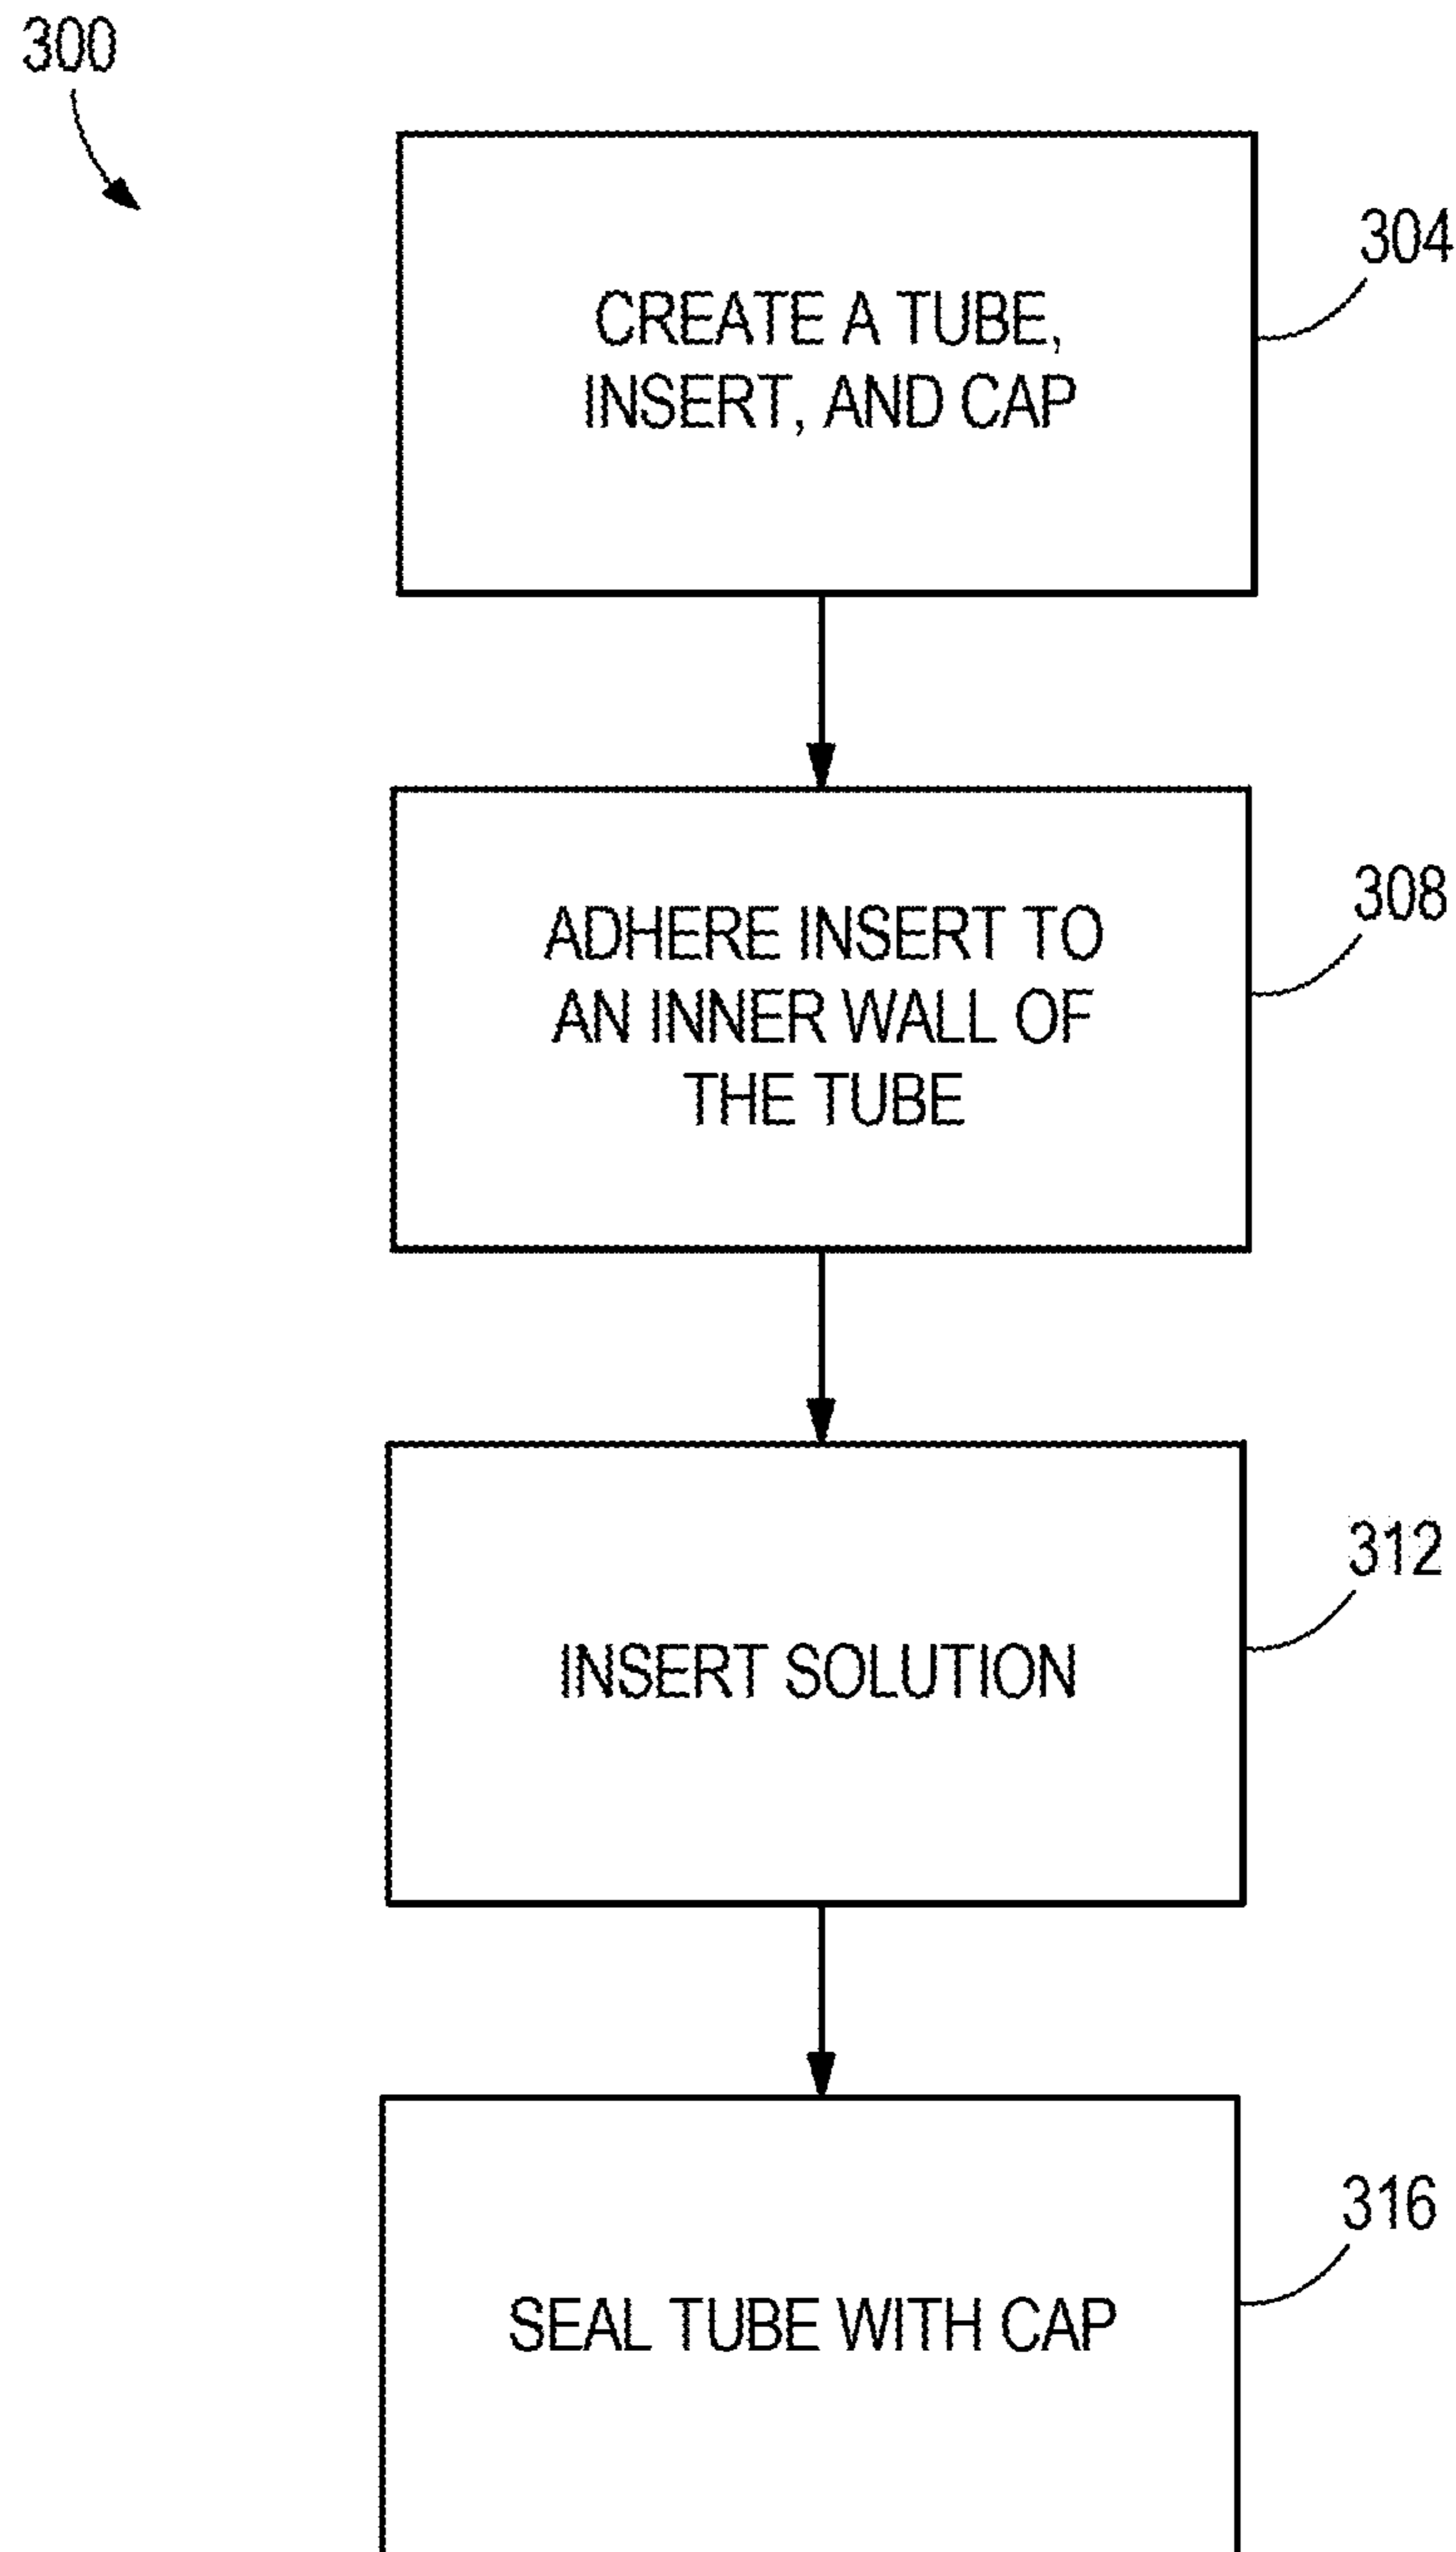 300
304
CREATE A TUBE,
INSERT, AND CAP
308
ADHERE INSERT TO
AN INNER WALL OF
THE TUBE
312
INSERT SOLUTION
316
SEAL TUBE WITH CAP